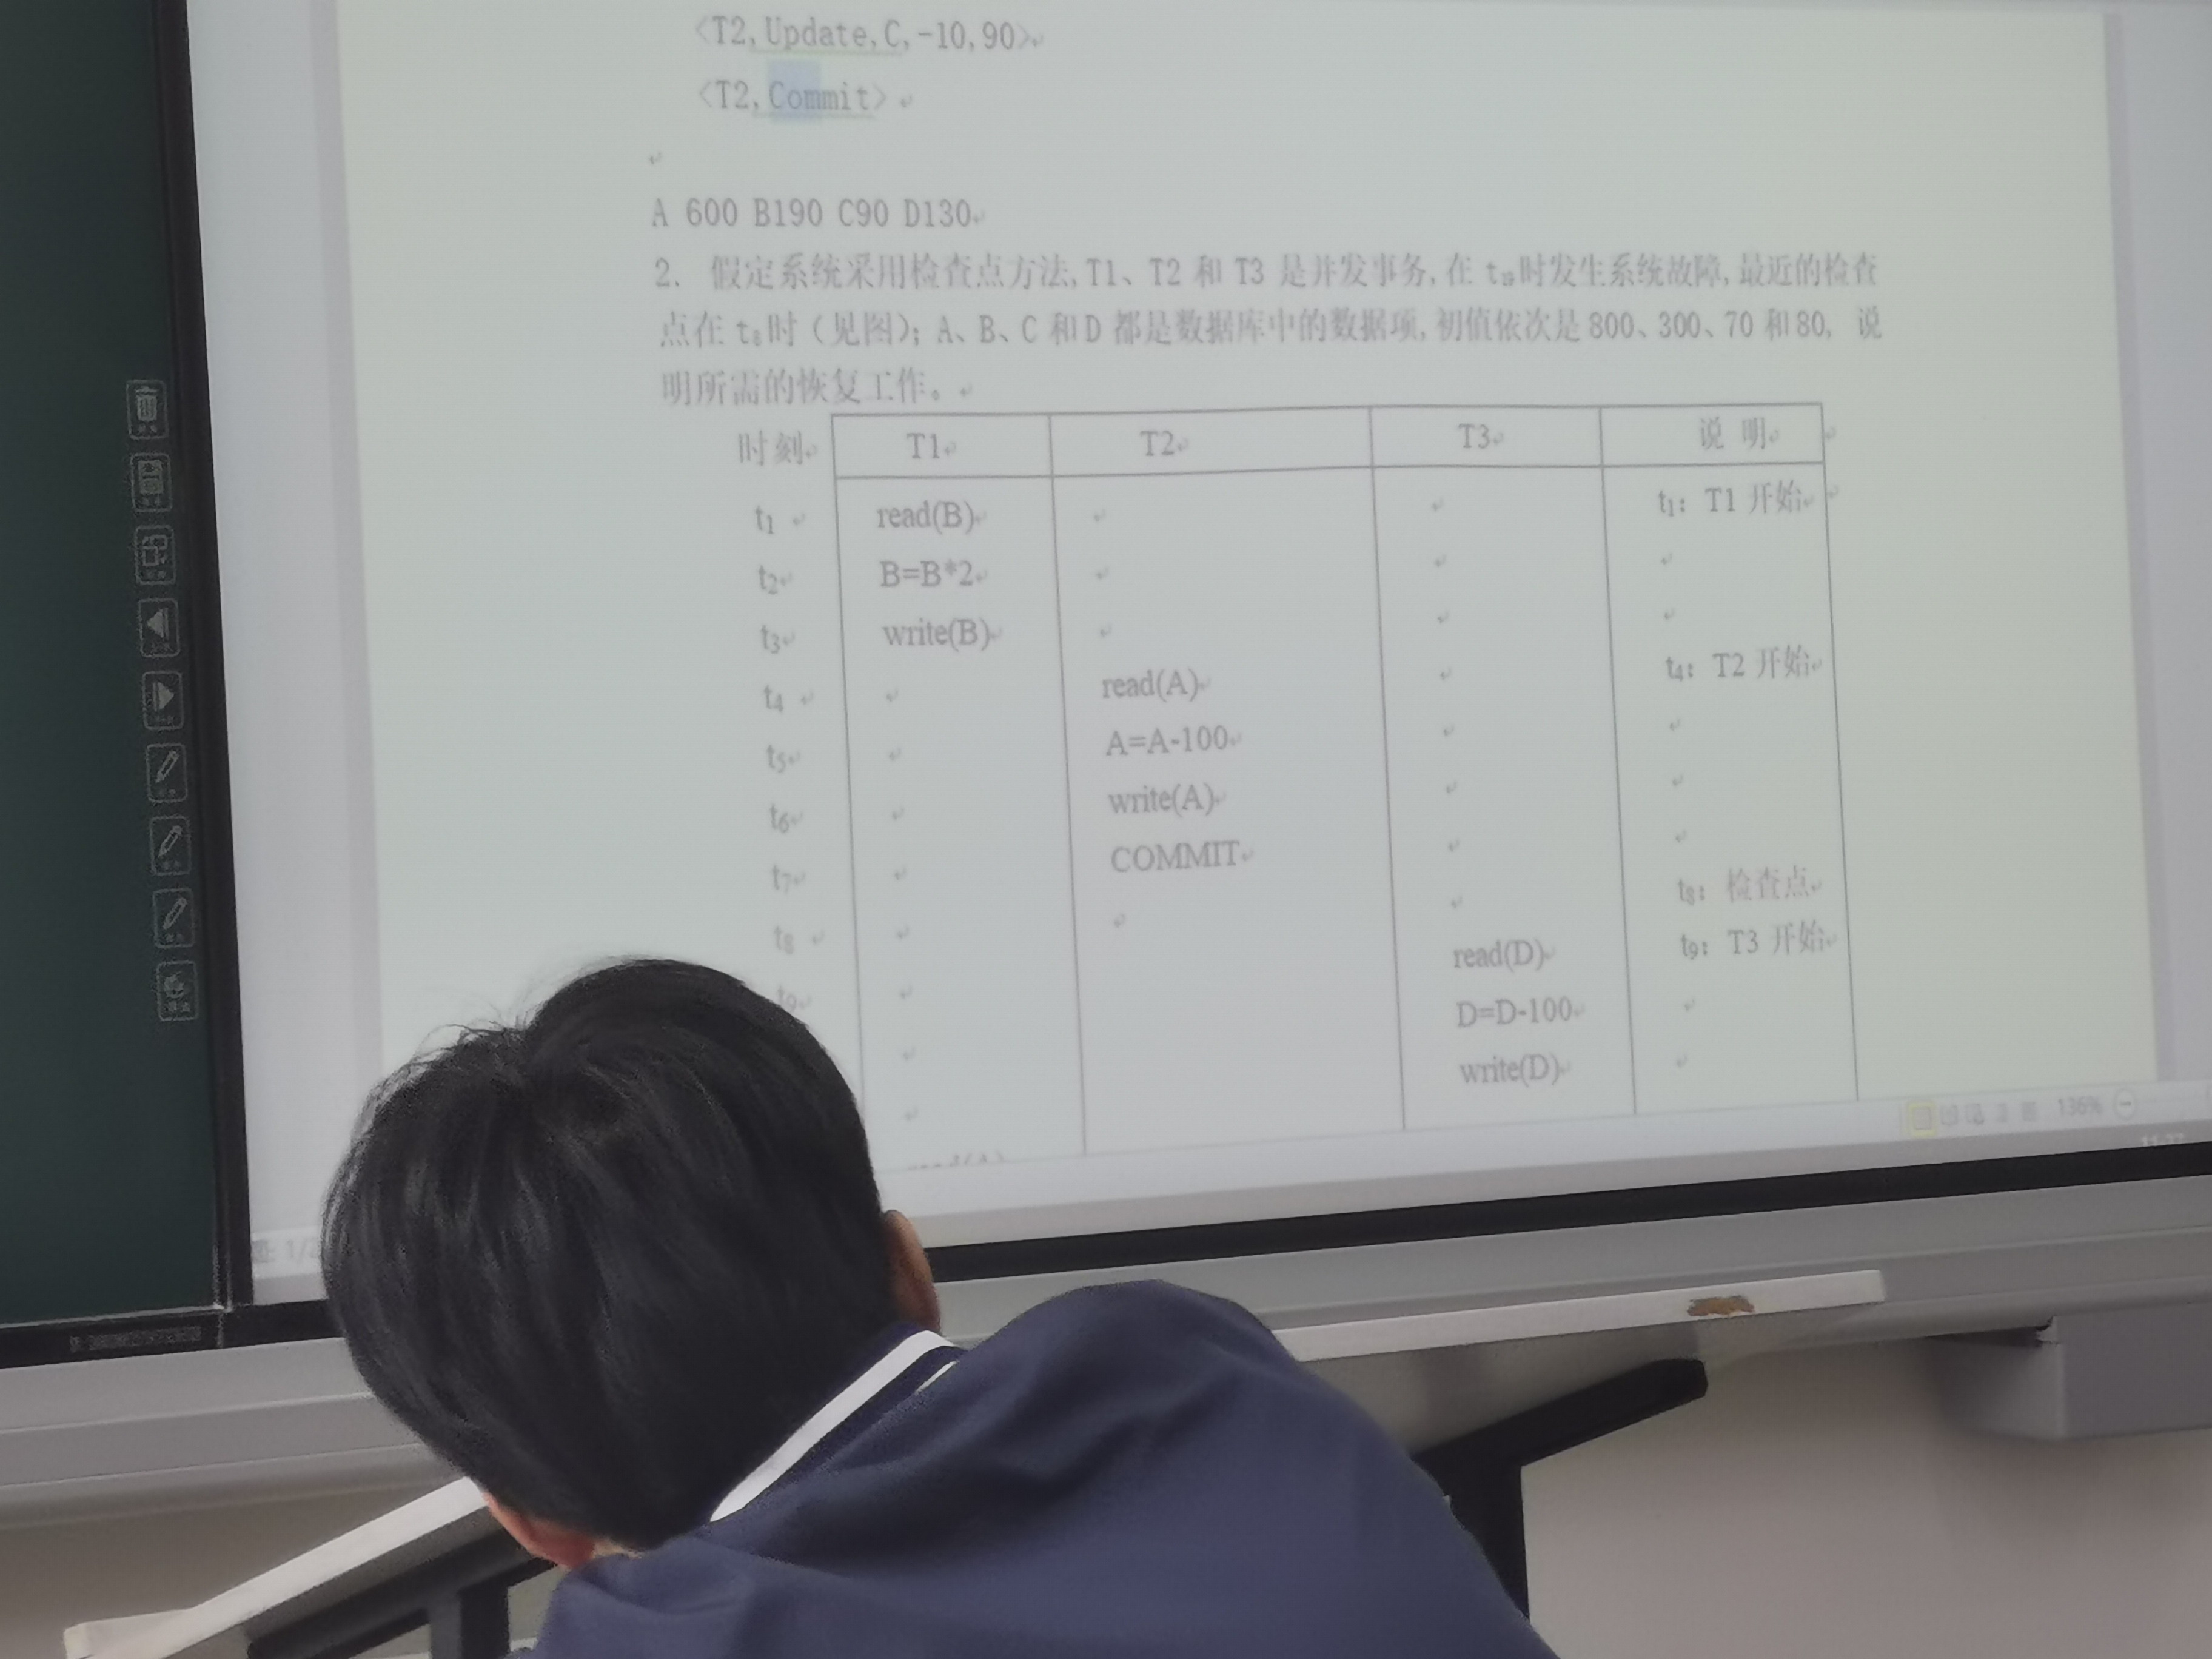 <T2,Update,C,-10,90>
<T2,Commit>
A 600 B190 C90 D130
2. 假定系统采用检查点方法,T1、T2 和 T3 是并发事务,在 t 时发生系统故障,最近的检查
点在 t8时（见图）；A、B、C 和 D 都是数据库中的数据项,初值依次是 800、300、70 和 80, 说
明所需的恢复工作。
时刻 T1 T2 T3 说 明
t1 read(B) t1: T1 开始
t2 B=B*2
t3 write(B)
t4 read(A) t4: T2 开始
t5 A=A-100
t6 write(A)
t7 COMMIT
t8 t8: 检查点
t9 read(D) t9: T3 开始
D=D-100
write(D)
136%